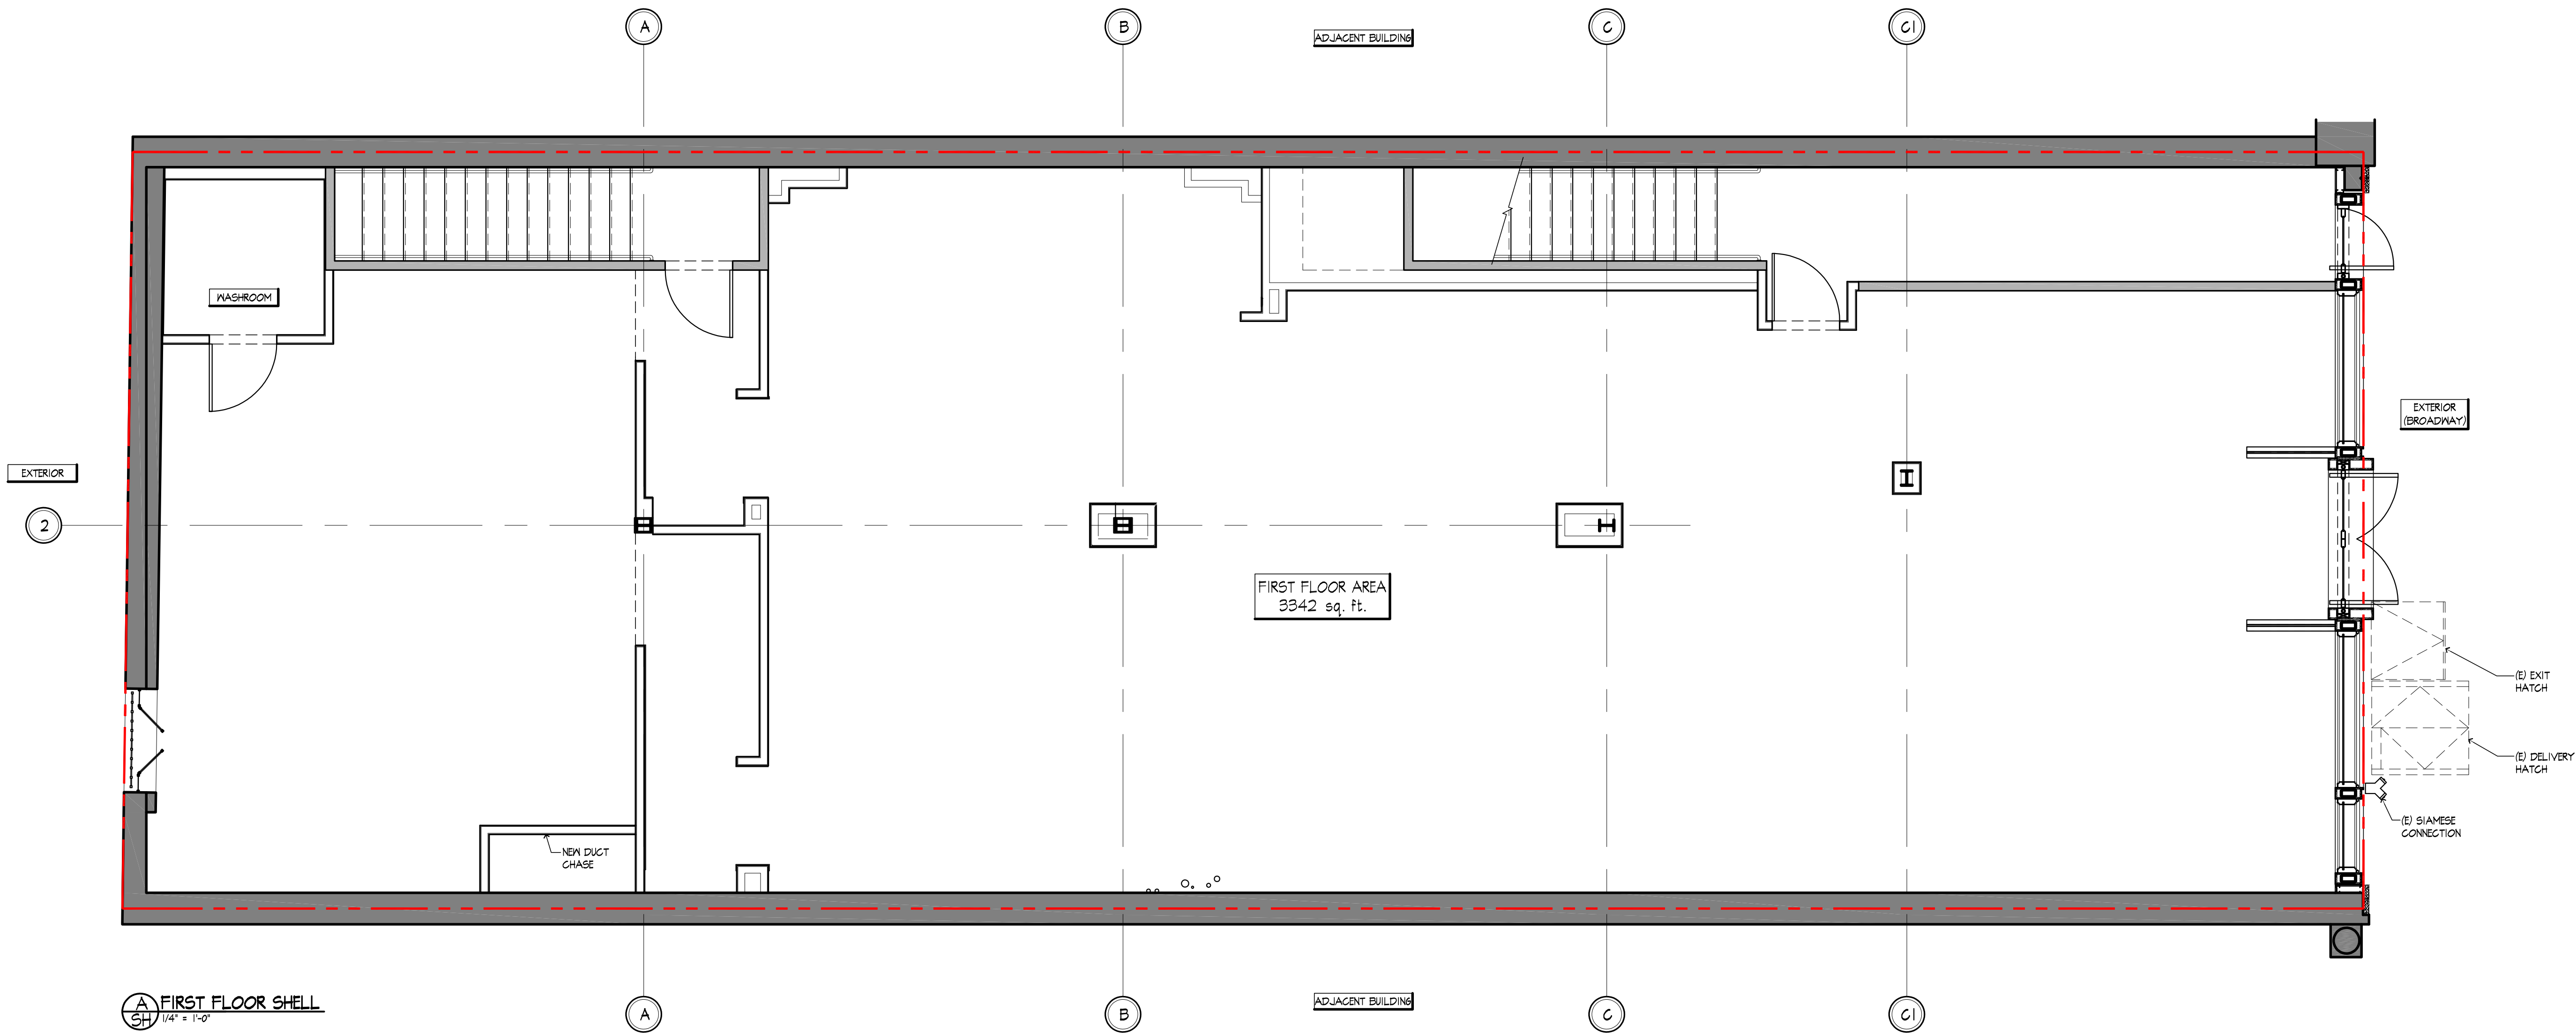 A
B
C
C1
ADJACENT BUILDING
WASHROOM
EXTERIOR
(BROADWAY)
EXTERIOR
2
FIRST FLOOR AREA
3342 sq. ft.
(E) EXIT
HATCH
(E) DELIVERY
HATCH
(E) SIAMESE
CONNECTION
NEW DUCT
CHASE
A
SH
FIRST FLOOR SHELL
1/4" = 1'-0"
ADJACENT BUILDING
A
B
C
C1